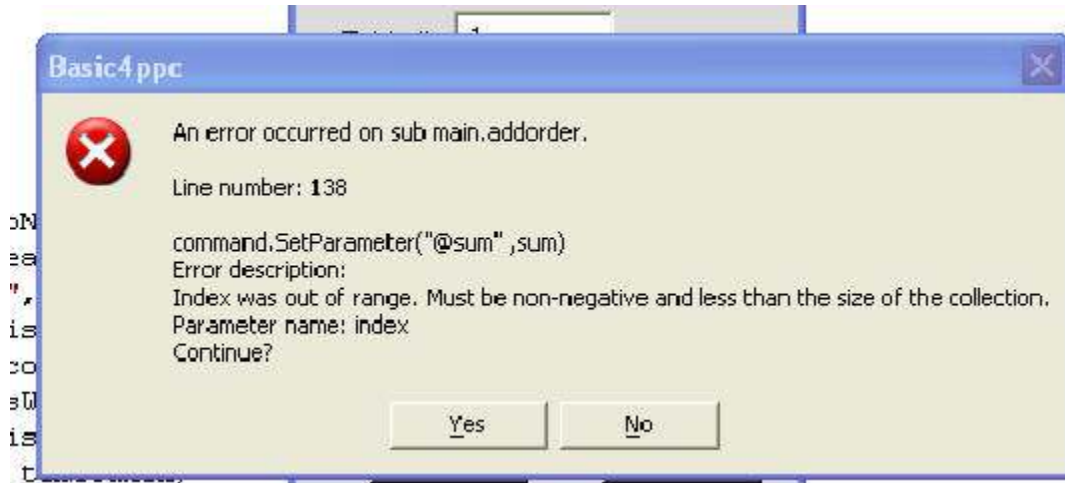 Basic4ppc
An error occurred on sub main.addorder.
Line number: 138
command.SetParameter("@sum" ,sum)
Error description:
Index was out of range. Must be non-negative and less than the size of the collection.
Parameter name: index
Continue?
Yes No